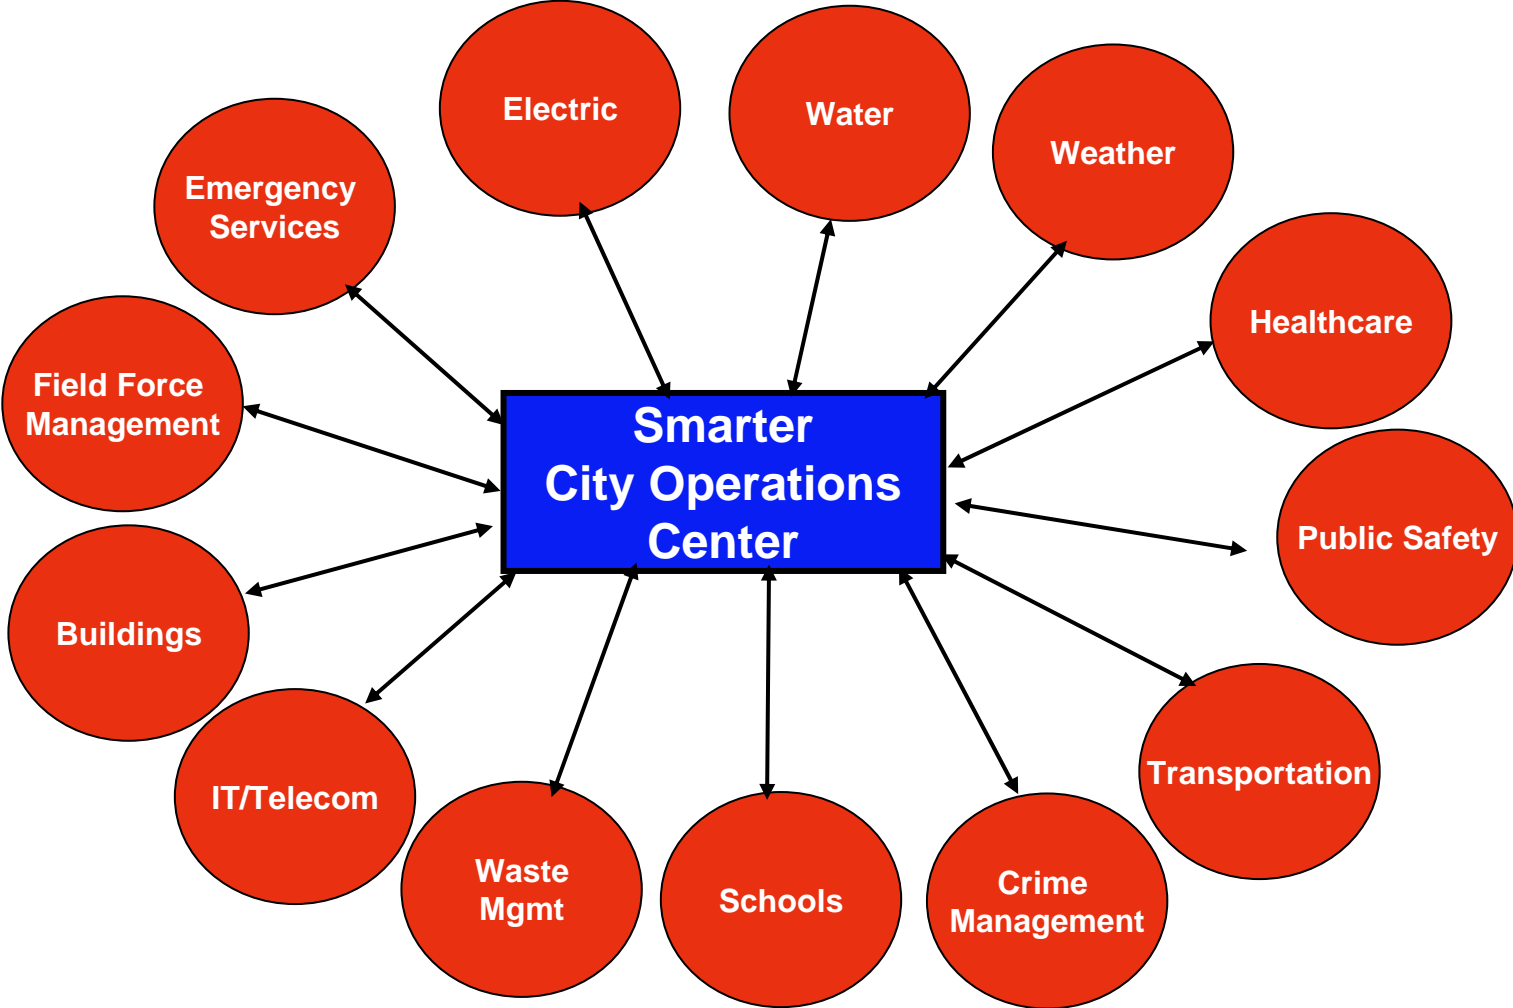 Electric
Water
Weather
Emergency
Services
Healthcare
Field Force
Management
Smarter
City Operations
Center
Public Safety
Buildings
IT/Telecom
Transportation
Waste
Mgmt
Schools
Crime
Management